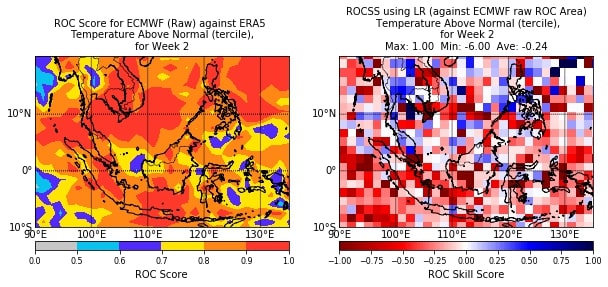 ROC Score for ECMWF (Raw) against ERA5
Temperature Above Normal (tercile),
for Week 2
10°N
0°
10°S
90°E 100°E 110°E 120°E 130°E
0.0 0.5 0.6 0.7 0.8 0.9 1.0
ROC Score
ROCSS using LR (against ECMWF raw ROC Area)
Temperature Above Normal (tercile),
for Week 2
Max: 1.00 Min: -6.00 Ave: -0.24
10°N
0°
10°S
90°E 100°E 110°E 120°E 130°E
−1.00 −0.75 −0.50 −0.25 0.00 0.25 0.50 0.75 1.00
ROC Skill Score